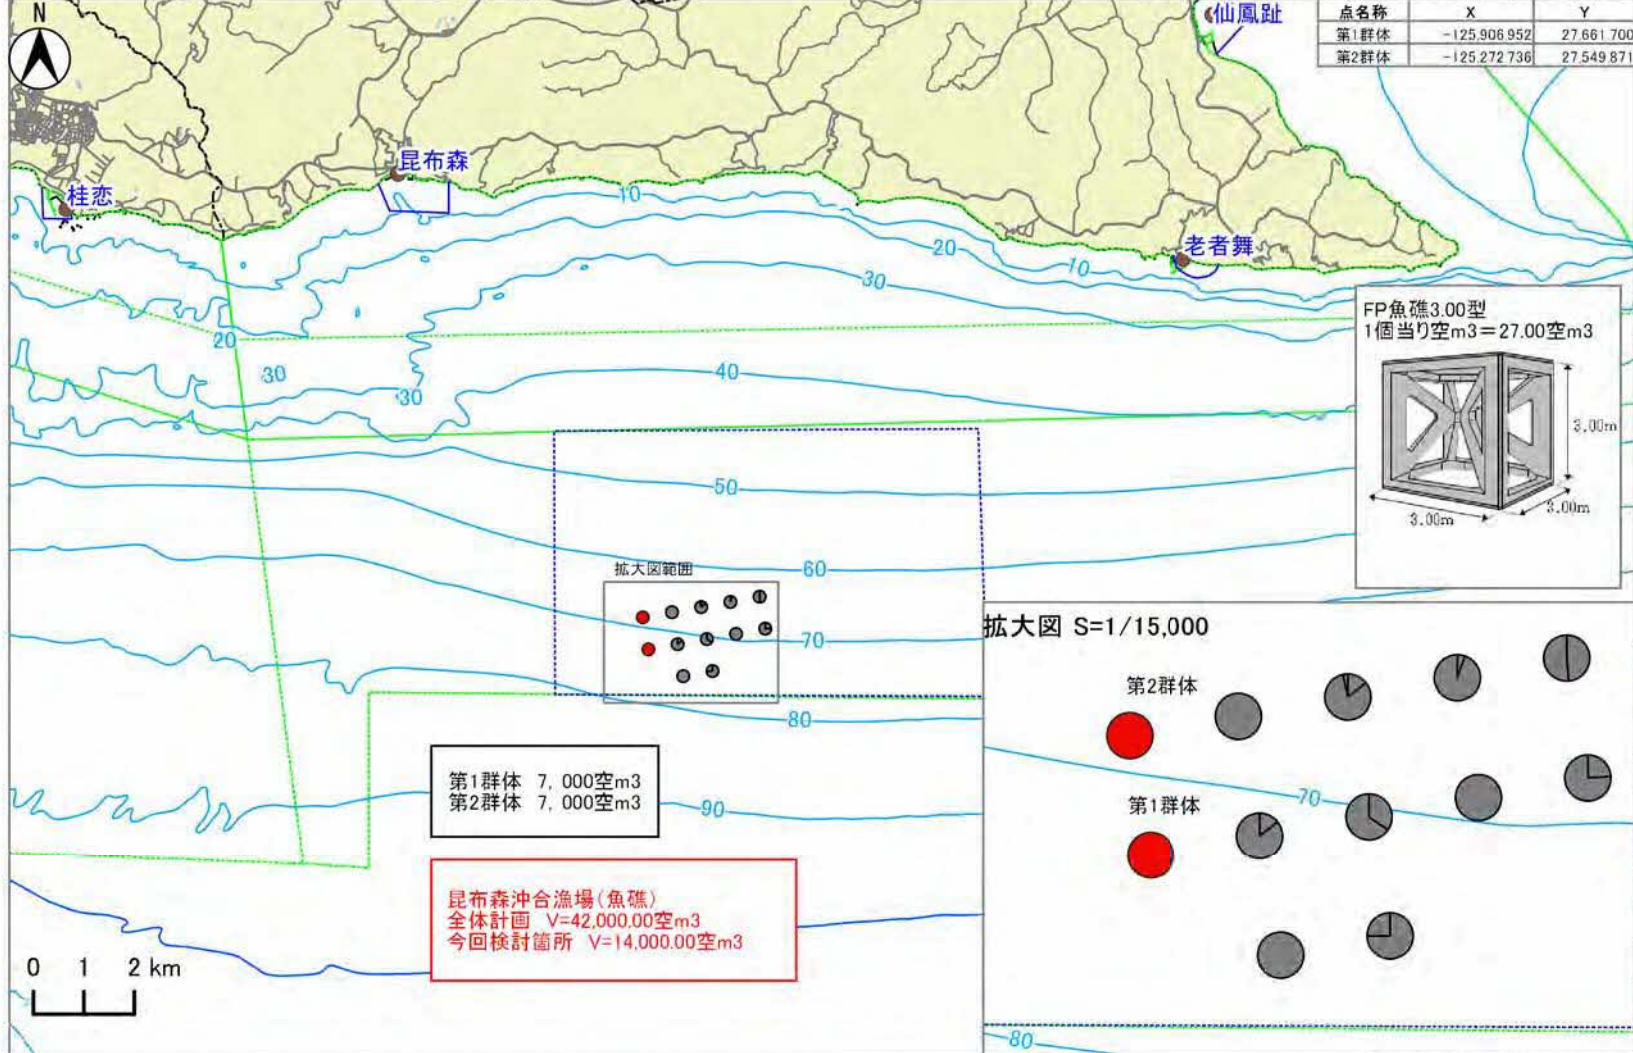 N
仙鳳趾
点名称 X Y
第1群体 -125,906.952 27,661.700
第2群体 -125,272.736 27,549.871
昆布森
桂恋
10
老者舞
20
10
30
FP魚礁3.00型
1個当り空m3=27.00空m3
20
30
40
30
3.00m
50
3.00m
3.00m
60
拡大図範囲
70
拡大図 S=1/15,000
第2群体
80
第1群体 7,000空m3
第2群体 7,000空m3
90
第1群体
70
昆布森沖合漁場(魚礁)
全体計画 V=42,000.00空m3
今回検討箇所 V=14,000.00空m3
0 1 2 km
80